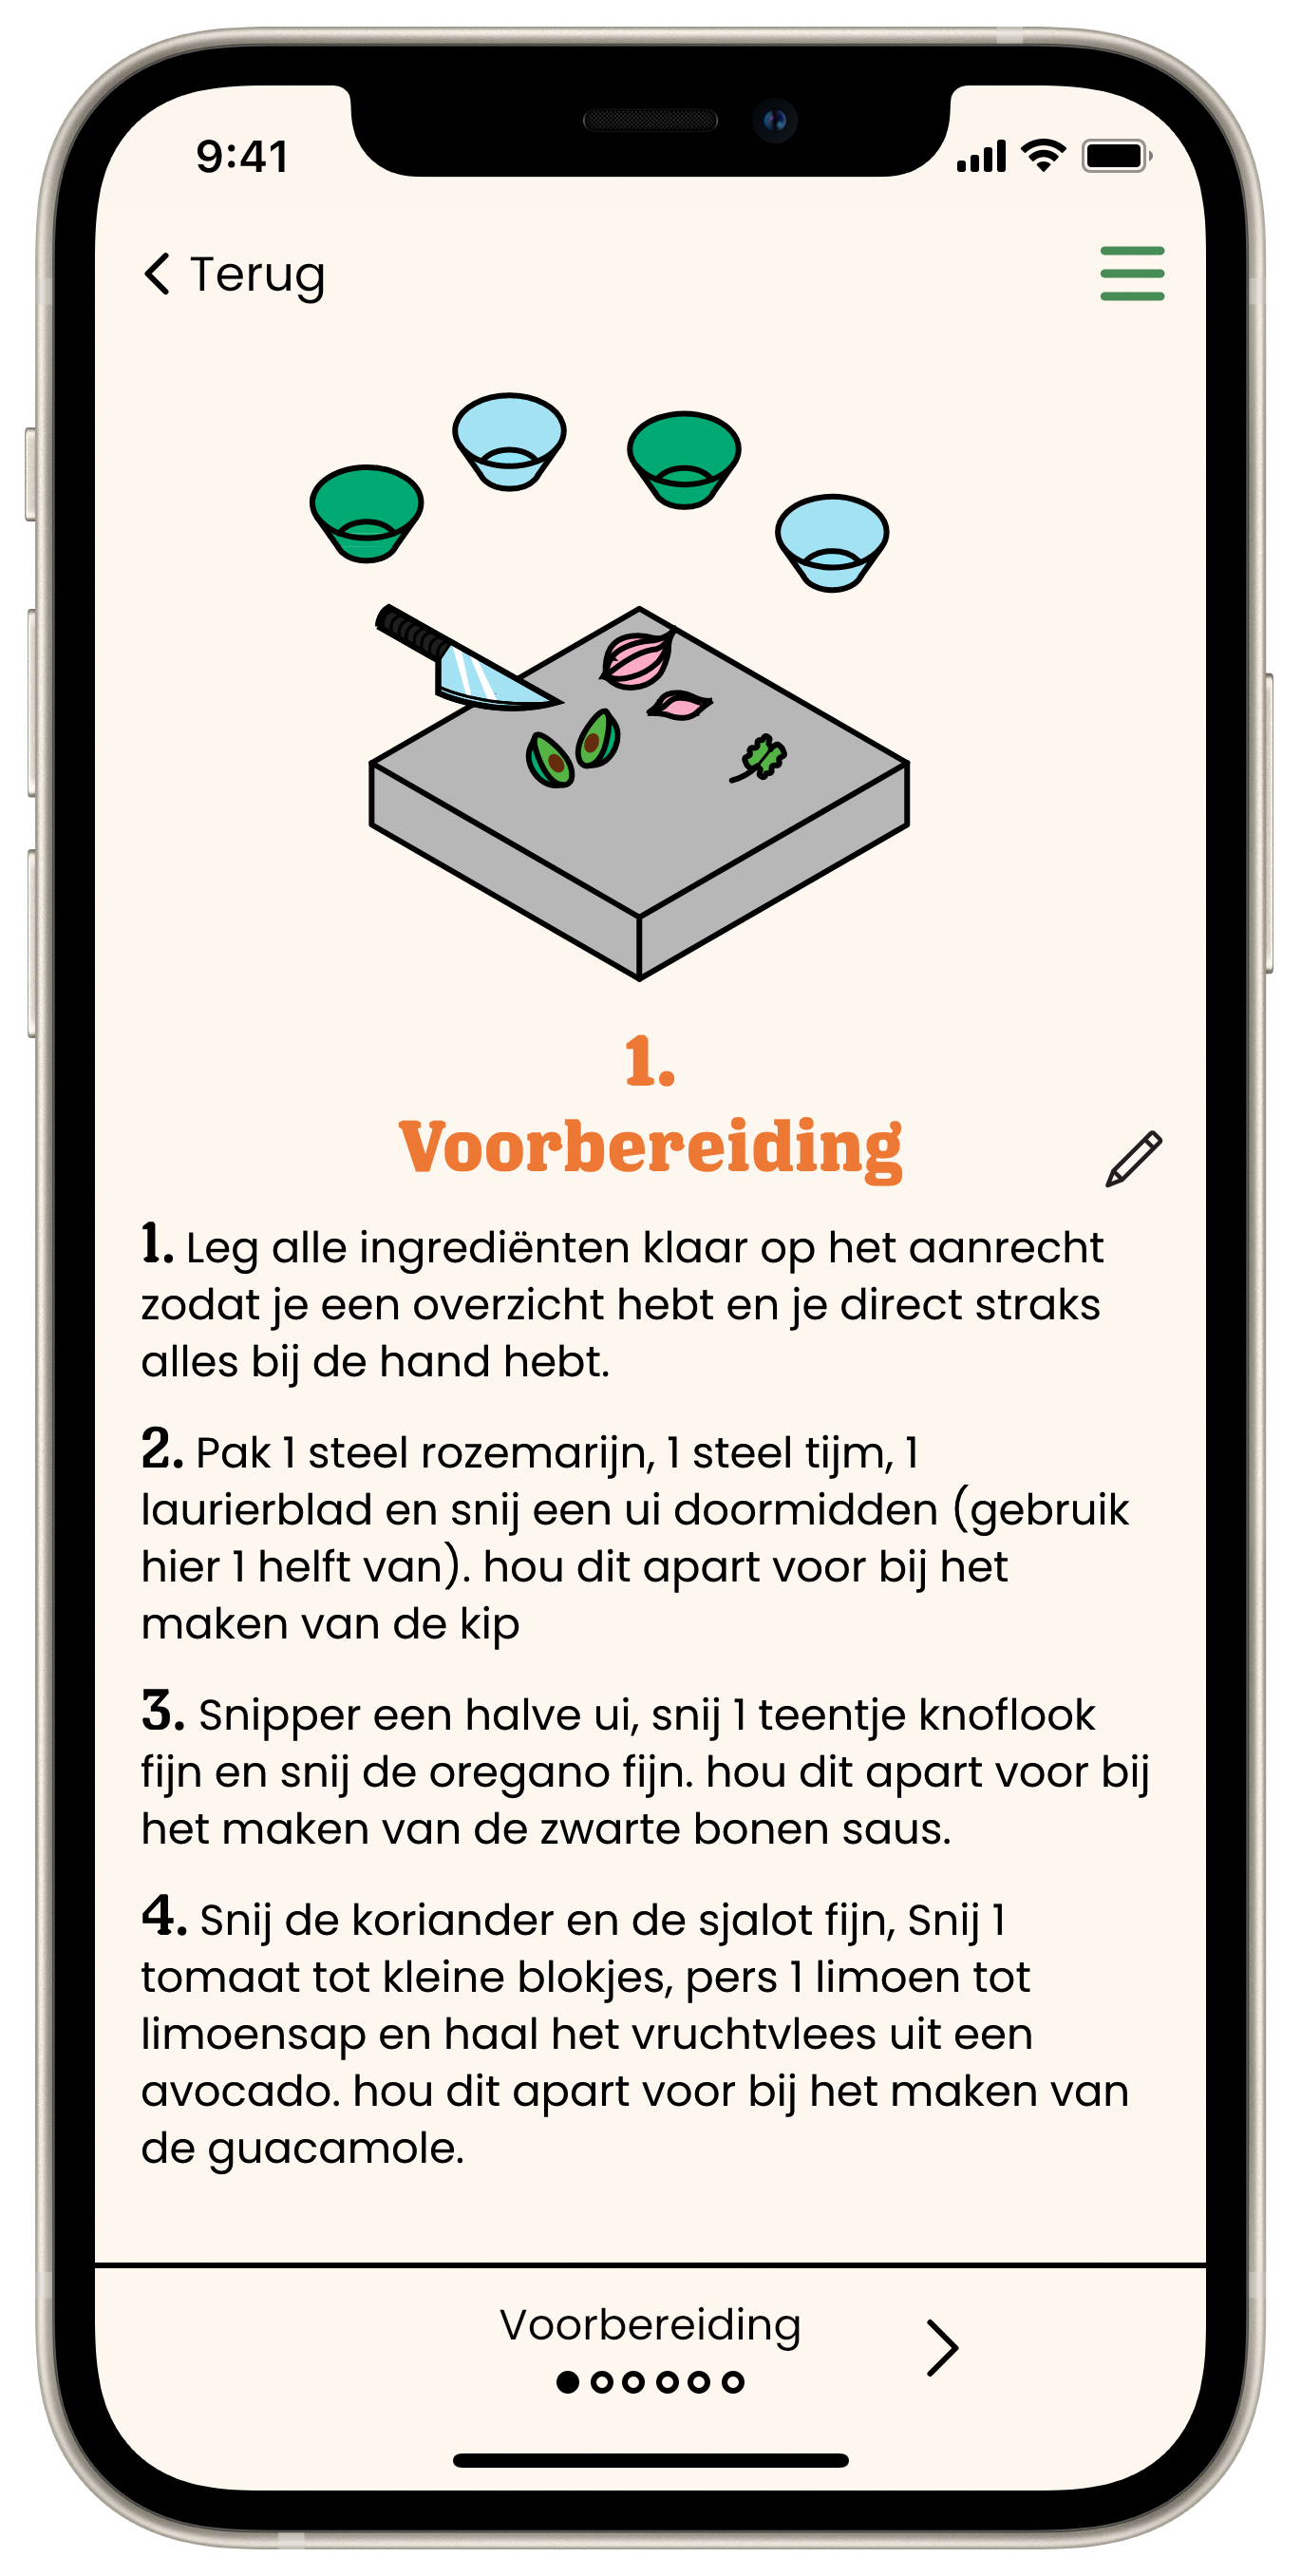 9:41
Terug
1.
Voorbereiding
1. Leg alle ingrediënten klaar op het aanrecht
zodat je een overzicht hebt en je direct straks
alles bij de hand hebt.
2. Pak 1 steel rozemarijn, 1 steel tijm, 1
laurierblad en snij een ui doormidden (gebruik
hier 1 helft van). hou dit apart voor bij het
maken van de kip
3. Snipper een halve ui, snij 1 teentje knoflook
fijn en snij de oregano fijn. hou dit apart voor bij
het maken van de zwarte bonen saus.
4. Snij de koriander en de sjalot fijn, Snij 1
tomaat tot kleine blokjes, pers 1 limoen tot
limoensap en haal het vruchtvlees uit een
avocado. hou dit apart voor bij het maken van
de guacamole.
Voorbereiding